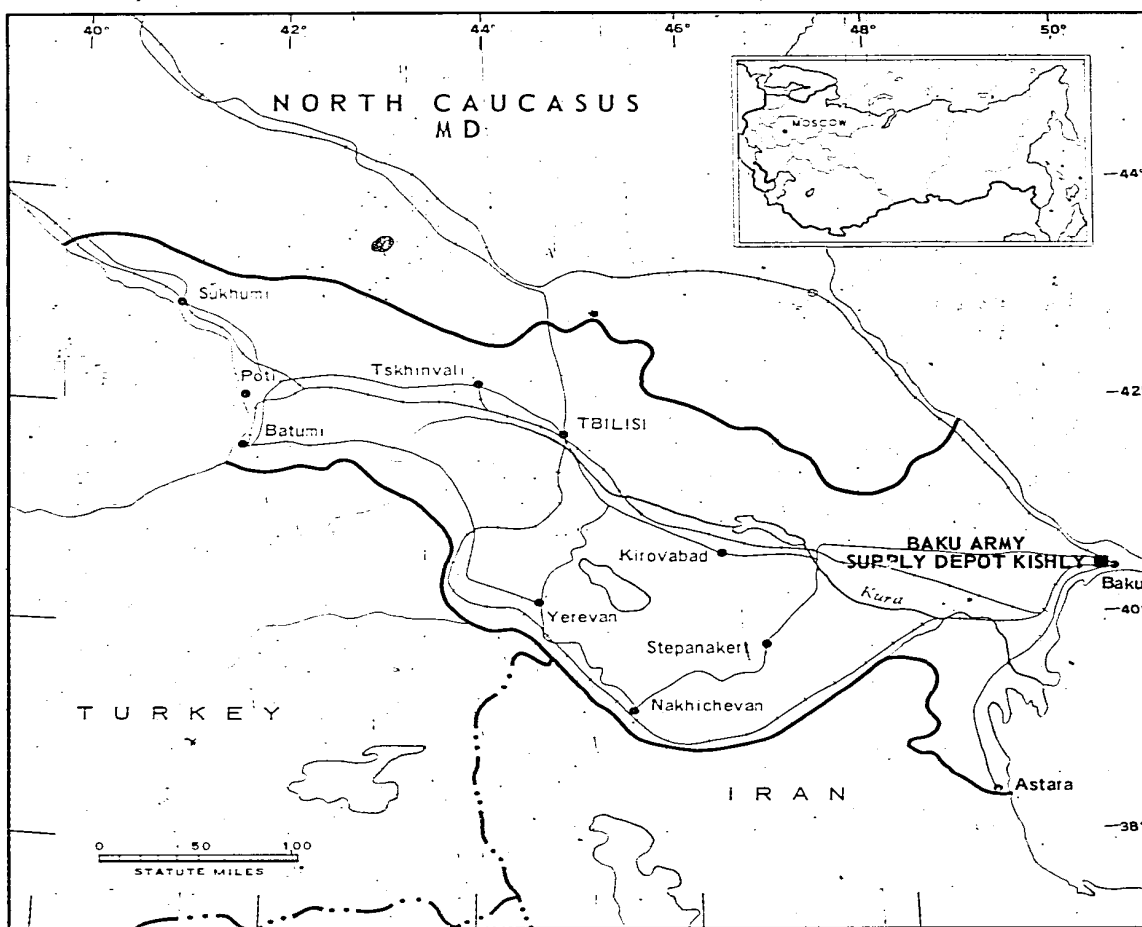 40° 42° 44° 46° 48° 50°
NORTH CAUCASUS
MD
MOSCOW
44°
Sukhumi
Poti
Tskhinvali
42°
Batumi
TBILISI
BAKU ARMY
SUPPLY DEPOT KISHLY
Kirovabad
Baku
Kura
40°
Yerevan
Stepanakert
Nakhichevan
TURKEY
IRAN
Astara
38°
0 50 100
STATUTE MILES